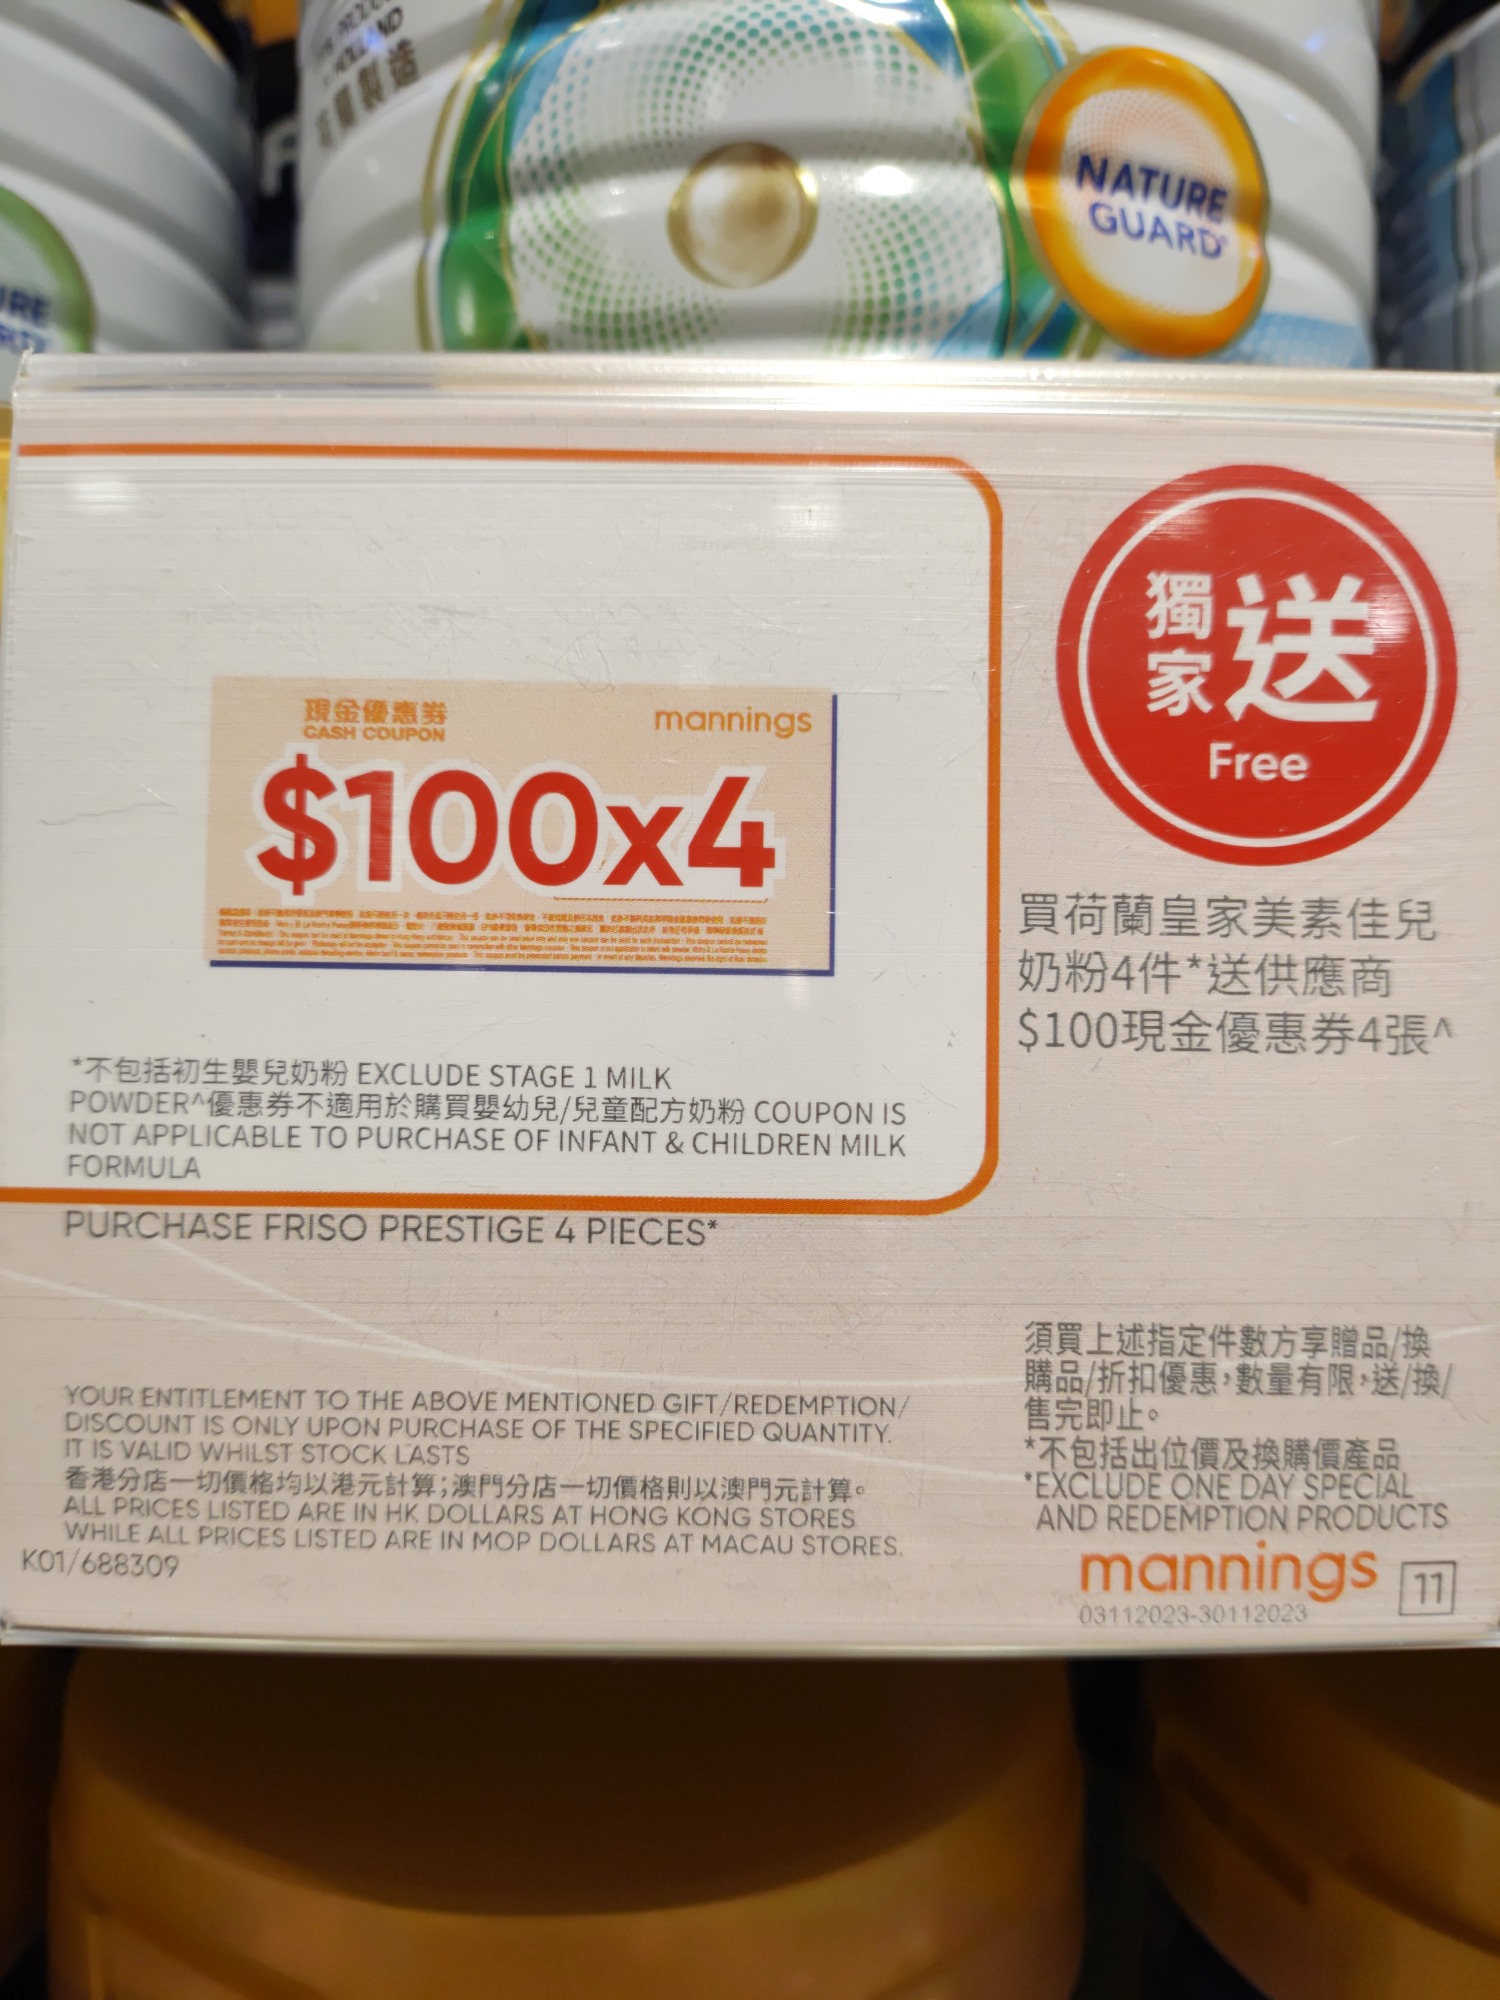 HOLLAND
荷蘭製造
NATURE
GUARD
現金優惠券
CASH COUPON
mannings
$100x4
獨家送
Free
買荷蘭皇家美素佳兒
奶粉4件*送供應商
$100現金優惠券4張^
*不包括初生嬰兒奶粉 EXCLUDE STAGE 1 MILK
POWDER^優惠券不適用於購買嬰幼兒/兒童配方奶粉 COUPON IS
NOT APPLICABLE TO PURCHASE OF INFANT & CHILDREN MILK
FORMULA
PURCHASE FRISO PRESTIGE 4 PIECES*
YOUR ENTITLEMENT TO THE ABOVE MENTIONED GIFT/REDEMPTION/
DISCOUNT IS ONLY UPON PURCHASE OF THE SPECIFIED QUANTITY.
IT IS VALID WHILST STOCK LASTS
香港分店一切價格均以港元計算;澳門分店一切價格則以澳門元計算。
ALL PRICES LISTED ARE IN HK DOLLARS AT HONG KONG STORES
WHILE ALL PRICES LISTED ARE IN MOP DOLLARS AT MACAU STORES.
K01/688309
須買上述指定件數方享贈品/換
購品/折扣優惠,數量有限,送/換/
售完即止。
*不包括出位價及換購價產品
*EXCLUDE ONE DAY SPECIAL
AND REDEMPTION PRODUCTS
mannings
11
03112023-30112023